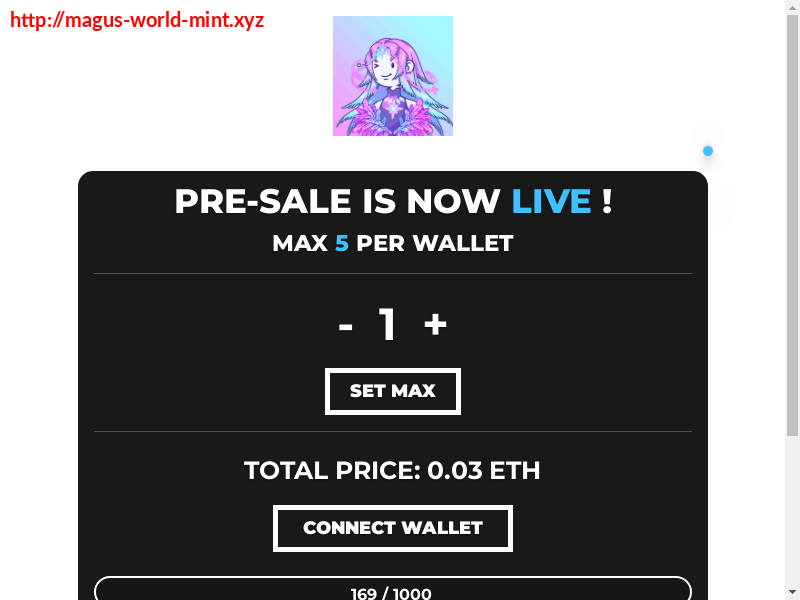 http://magus-world-mint.xyz
PRE-SALE IS NOW LIVE !
MAX 5 PER WALLET
- 1 +
SET MAX
TOTAL PRICE: 0.03 ETH
CONNECT WALLET
169 / 1000